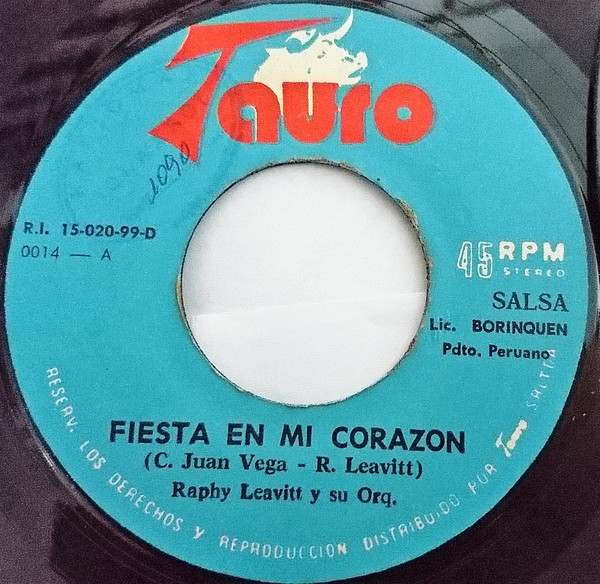 Tauro
1090
R.I. 15-020-99-D
0014 — A
45 RPM
STEREO
SALSA
Lic. BORINQUEN
Pdto. Peruano
FIESTA EN MI CORAZON
(C. Juan Vega - R. Leavitt)
Raphy Leavitt y su Orq.
RESERV. LOS DERECHOS Y REPRODUCCION DISTRIBUIDO POR Tauro